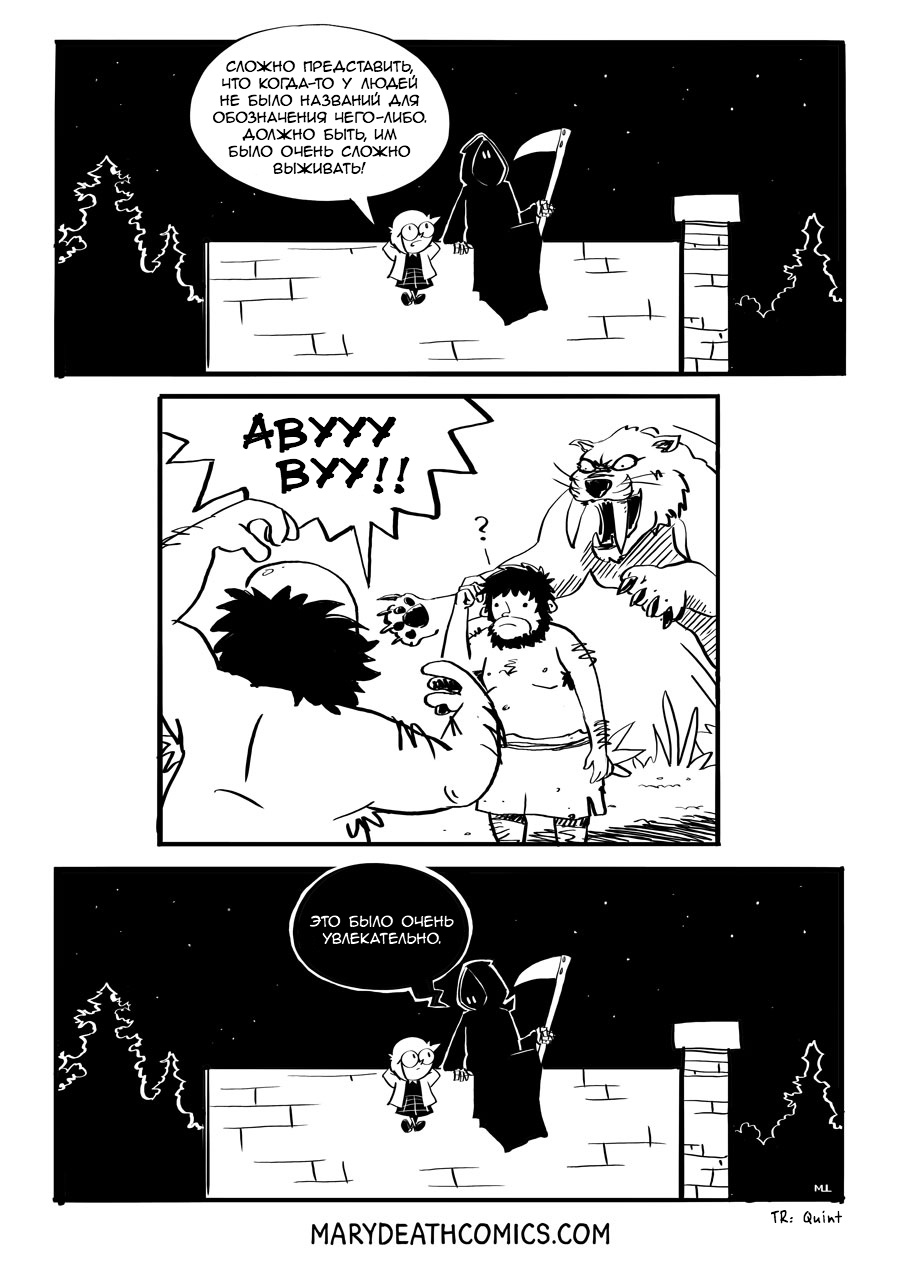 СЛОЖНО ПРЕДСТАВИТЬ,
ЧТО КОГДА-ТО У ЛЮДЕЙ
НЕ БЫЛО НАЗВАНИЙ ДЛЯ
ОБОЗНАЧЕНИЯ ЧЕГО-ЛИБО.
ДОЛЖНО БЫТЬ, ИМ
БЫЛО ОЧЕНЬ СЛОЖНО
ВЫЖИВАТЬ!
АВУУУ
ВУУ!!
?
ЭТО БЫЛО ОЧЕНЬ
УВЛЕКАТЕЛЬНО.
TR: Quint
MARYDEATHCOMICS.COM